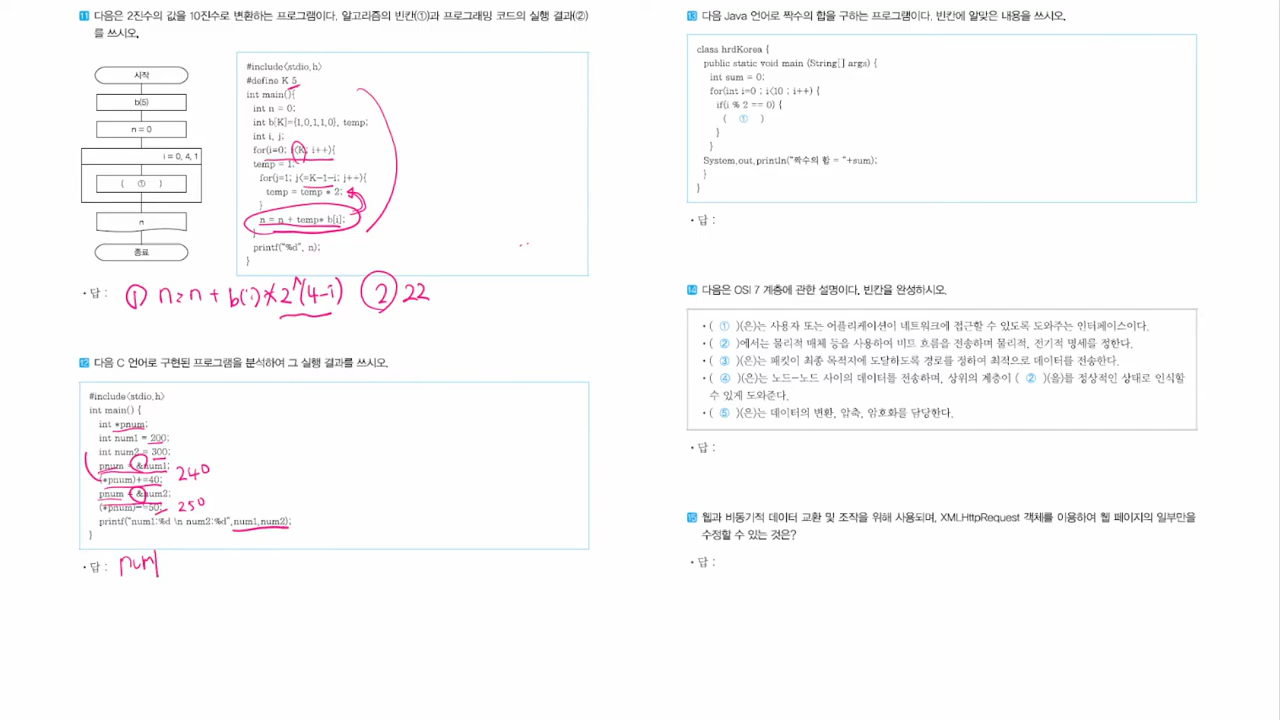 11 다음은 2진수의 값을 10진수로 변환하는 프로그램이다. 알고리즘의 빈칸(①)과 프로그래밍 코드의 실행 결과(②)
를 쓰시오.
시작
b(5)
n = 0
i = 0, 4, 1
( ① )
n
종료
#include<stdio.h>
#define K 5
int main(){
int n = 0;
int b[K]={1,0,1,1,0}, temp;
int i, j;
for(i=0; i<K; i++){
temp = 1;
for(j=1; j<=K-1-i; j++){
temp = temp * 2;
}
n = n + temp* b[i];
}
printf("%d", n);
}
• 답 : ① n = n + b(i)*2^(4-i) ② 22
12 다음 C 언어로 구현된 프로그램을 분석하여 그 실행 결과를 쓰시오.
#include<stdio.h>
int main() {
int *pnum;
int num1 = 200;
int num2 = 300;
pnum = &num1;
(*pnum)+=40; 240
pnum = &num2;
(*pnum)-=50; 250
printf("num1:%d \n num2:%d",num1,num2);
}
• 답 : num1
13 다음 Java 언어로 짝수의 합을 구하는 프로그램이다. 빈칸에 알맞은 내용을 쓰시오.
class hrdKorea {
public static void main (String[] args) {
int sum = 0;
for(int i=0 ; i<10 ; i++) {
if(i % 2 == 0) {
( ① )
}
}
System.out.println("짝수의 합 = "+sum);
}
}
• 답 :
14 다음은 OSI 7 계층에 관한 설명이다. 빈칸을 완성하시오.
• ( ① )(은)는 사용자 또는 어플리케이션이 네트워크에 접근할 수 있도록 도와주는 인터페이스이다.
• ( ② )에서는 물리적 매체 등을 사용하여 비트 흐름을 전송하며 물리적, 전기적 명세를 정한다.
• ( ③ )(은)는 패킷이 최종 목적지에 도달하도록 경로를 정하여 최적으로 데이터를 전송한다.
• ( ④ )(은)는 노드-노드 사이의 데이터를 전송하며, 상위의 계층이 ( ② )(을)를 정상적인 상태로 인식할
수 있게 도와준다.
• ( ⑤ )(은)는 데이터의 변환, 압축, 암호화를 담당한다.
• 답 :
15 웹과 비동기적 데이터 교환 및 조작을 위해 사용되며, XMLHttpRequest 객체를 이용하여 웹 페이지의 일부만을
수정할 수 있는 것은?
• 답 :